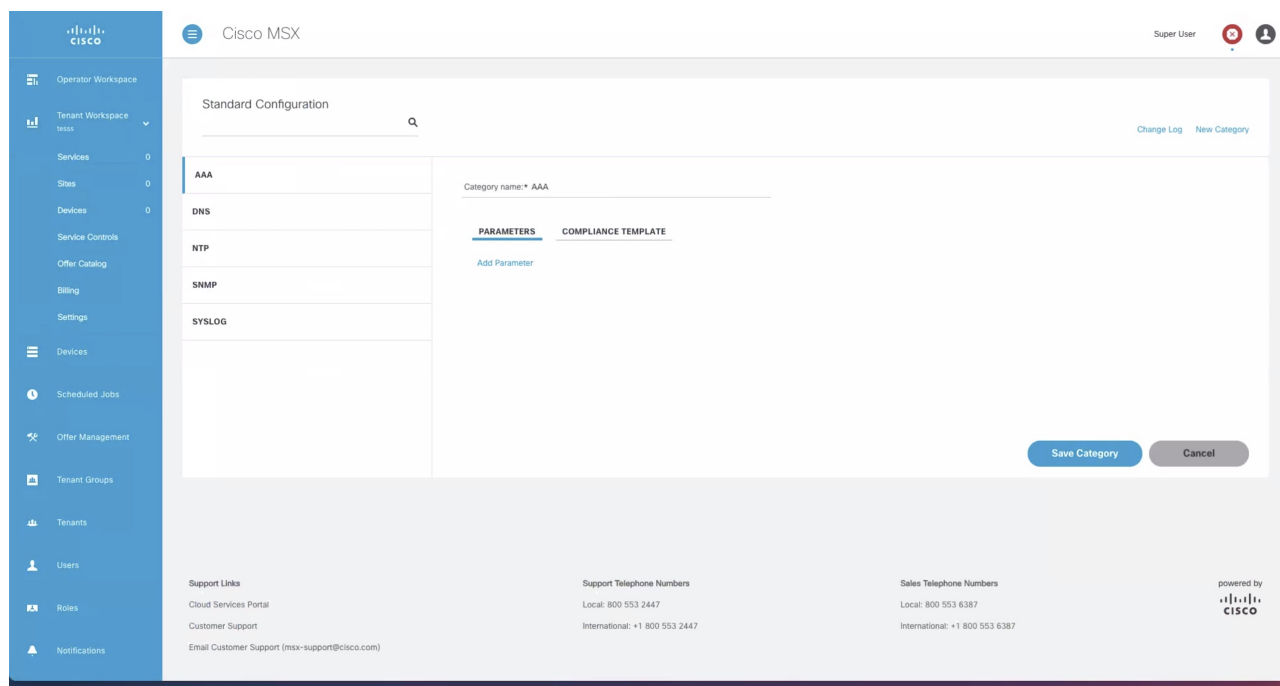 CISCO
Cisco MSX
Super User
Operator Workspace
Tenant Workspace
tesss
Services 0
Sites 0
Devices 0
Service Controls
Offer Catalog
Billing
Settings
Devices
Scheduled Jobs
Offer Management
Tenant Groups
Tenants
Users
Roles
Notifications
Standard Configuration
Change Log New Category
AAA
DNS
NTP
SNMP
SYSLOG
Category name:* AAA
PARAMETERS COMPLIANCE TEMPLATE
Add Parameter
Save Category Cancel
Support Links
Cloud Services Portal
Customer Support
Email Customer Support (msx-support@cisco.com)
Support Telephone Numbers
Local: 800 553 2447
International: +1 800 553 2447
Sales Telephone Numbers
Local: 800 553 6387
International: +1 800 553 6387
powered by
CISCO